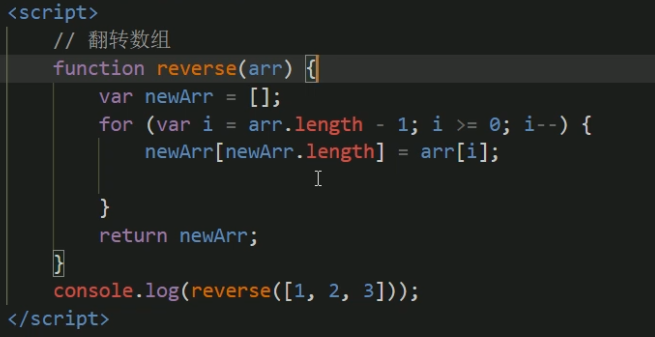 <script>
// 翻转数组
function reverse(arr) {
var newArr = [];
for (var i = arr.length - 1; i >= 0; i--) {
newArr[newArr.length] = arr[i];
}
return newArr;
}
console.log(reverse([1, 2, 3]));
</script>